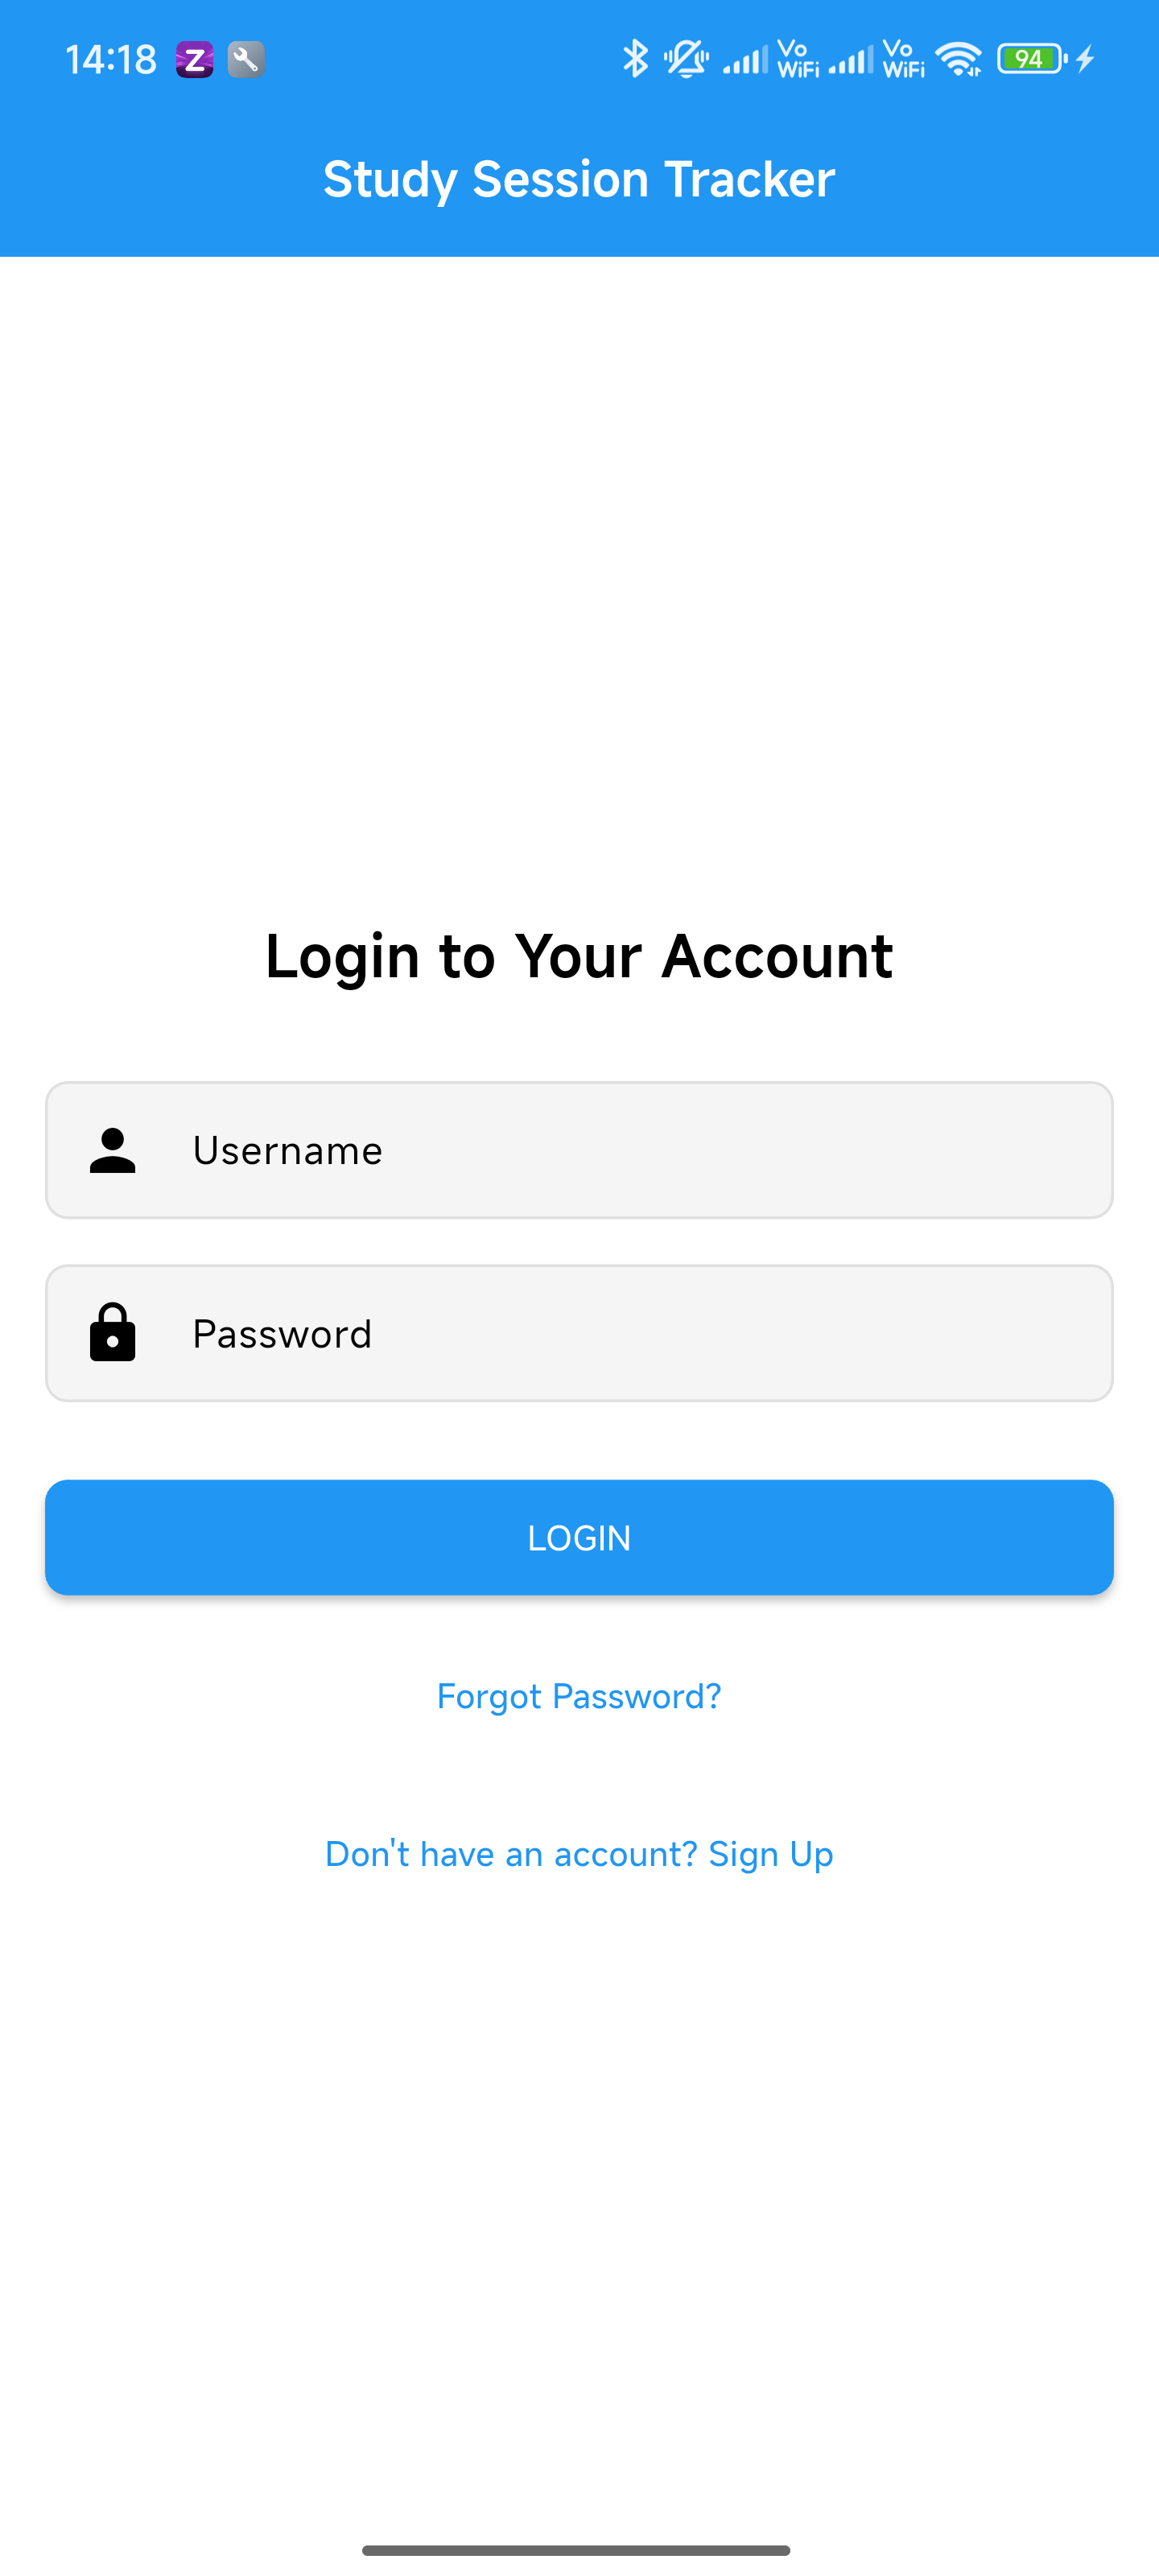 14:18 Z Vo WiFi Vo WiFi 94
Study Session Tracker
Login to Your Account
Username
Password
LOGIN
Forgot Password?
Don't have an account? Sign Up